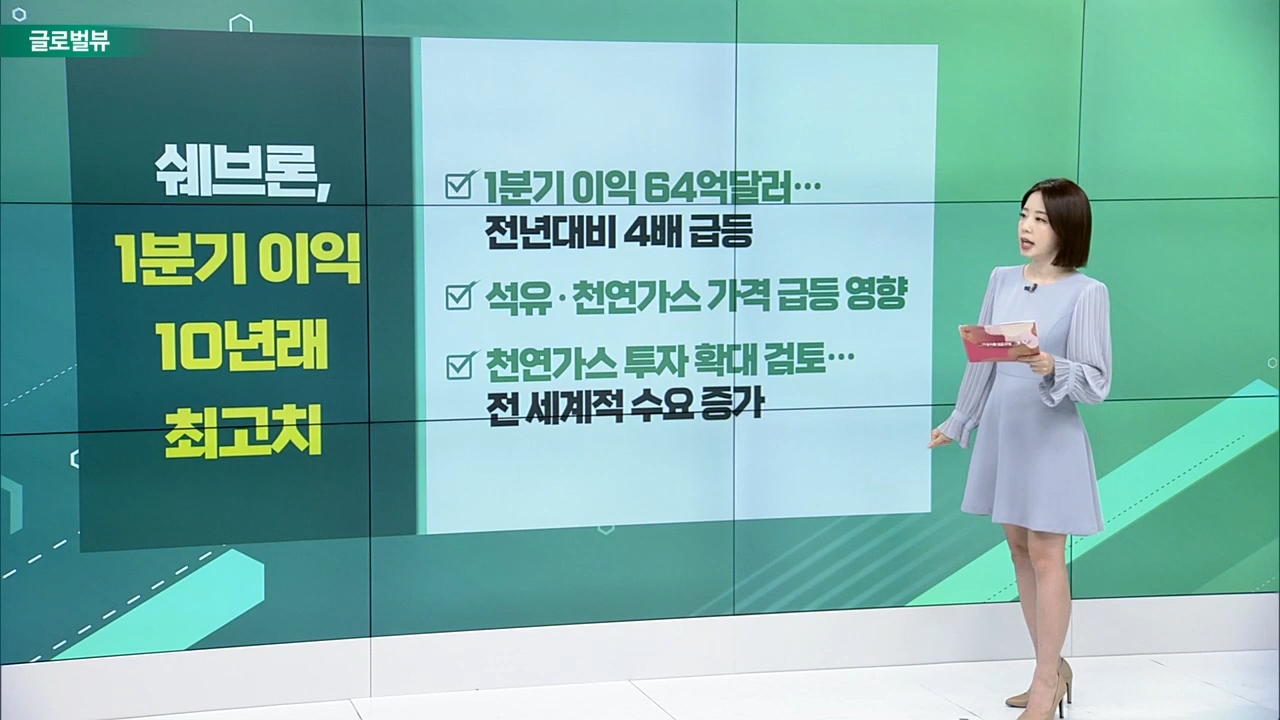 글로벌뷰
쉐브론,
1분기 이익
10년래
최고치
1분기 이익 64억달러…
전년대비 4배 급등
석유·천연가스 가격 급등 영향
천연가스 투자 확대 검토…
전 세계적 수요 증가